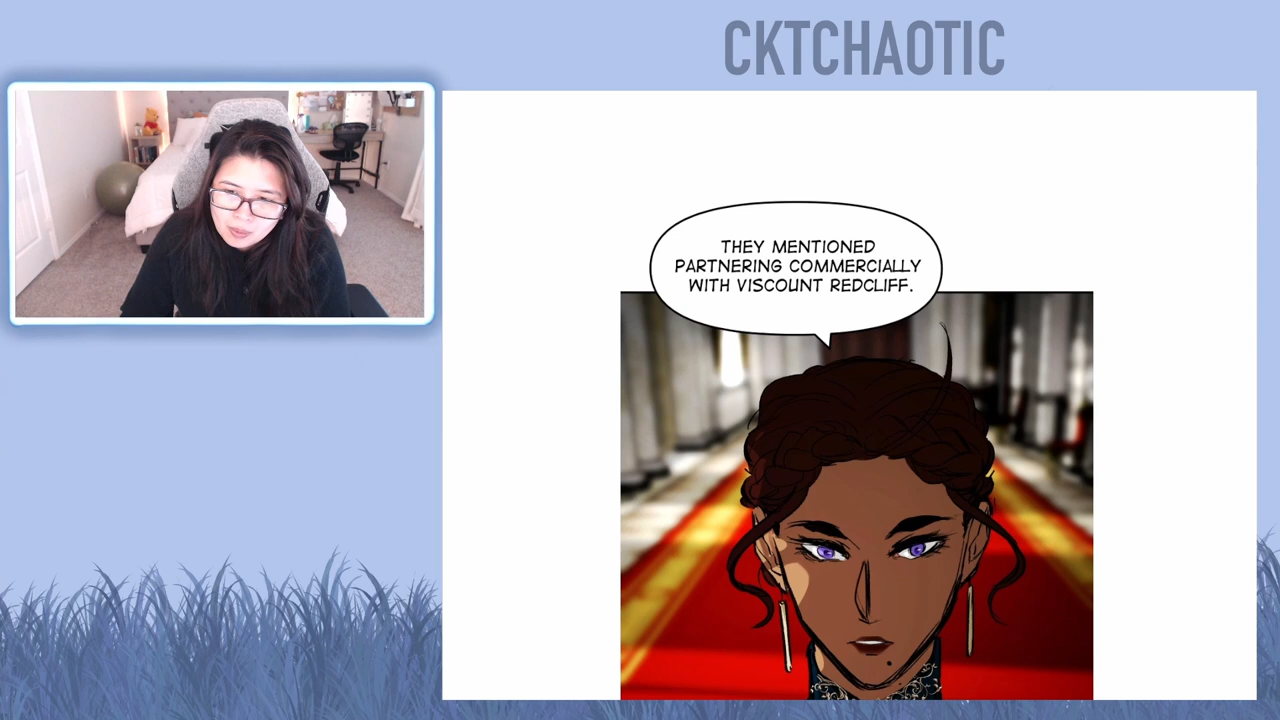 CKTCHAOTIC
THEY MENTIONED
PARTNERING COMMERCIALLY
WITH VISCOUNT REDCLIFF.